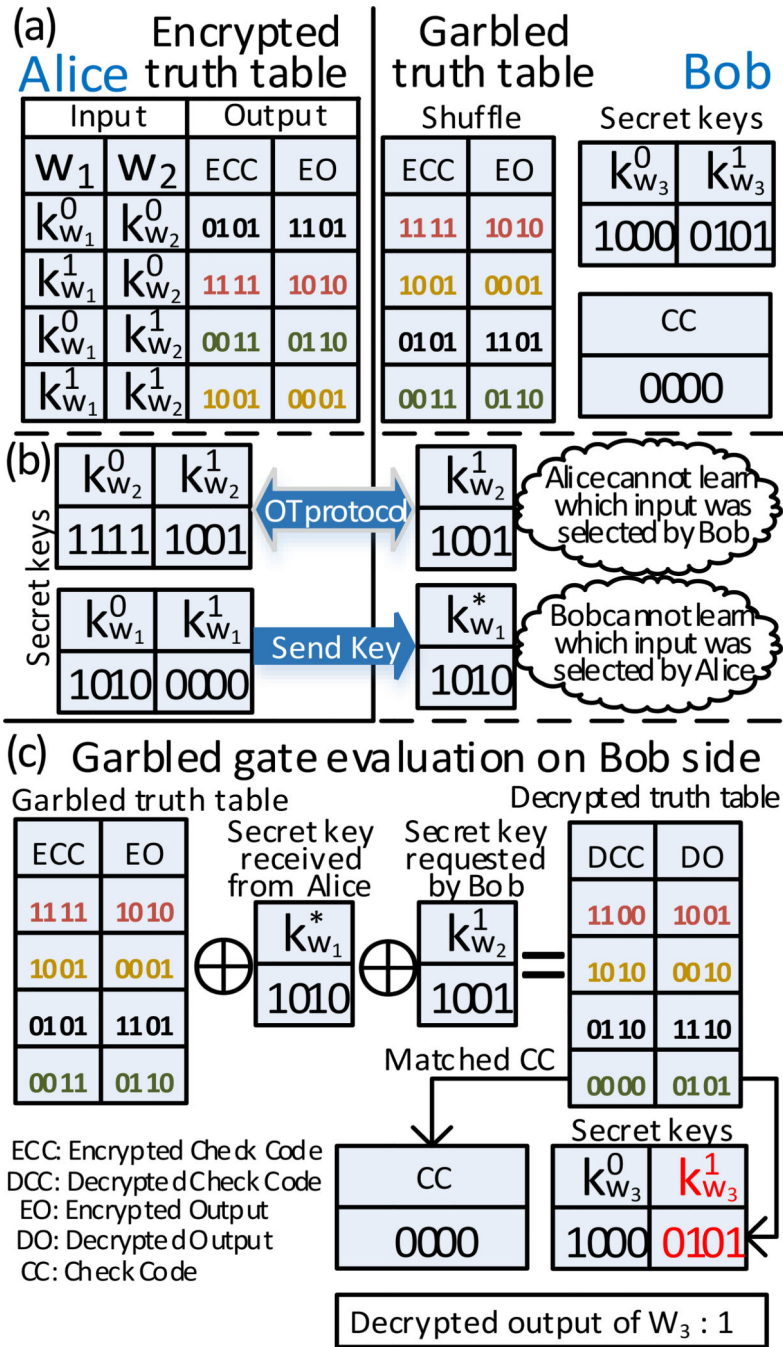 (a)
Alice
Encrypted
truth table
Garbled
truth table
Bob
Input Output
w₁ w₂ ECC EO
k⁰w₁ k⁰w₂ 0101 1101
k¹w₁ k⁰w₂ 1111 1010
k⁰w₁ k¹w₂ 0011 0110
k¹w₁ k¹w₂ 1001 0001
Shuffle
ECC EO
1111 1010
1001 0001
0101 1101
0011 0110
Secret keys
k⁰w₃ k¹w₃
1000 0101
CC
0000
(b)
Secret keys
k⁰w₂ k¹w₂
1111 1001
OT protocol
k¹w₂
1001
Alice cannot learn
which input was
selected by Bob
k⁰w₁ k¹w₁
1010 0000
Send Key
k*w₁
1010
Bob cannot learn
which input was
selected by Alice
(c) Garbled gate evaluation on Bob side
Garbled truth table
ECC EO
1111 1010
1001 0001
0101 1101
0011 0110
⊕
Secret key
received
from Alice
k*w₁
1010
⊕
Secret key
requested
by Bob
k¹w₂
1001
=
Decrypted truth table
DCC DO
1100 1001
1010 0010
0110 1110
0000 0101
Matched CC
CC
0000
Secret keys
k⁰w₃ k¹w₃
1000 0101
ECC: Encrypted Check Code
DCC: Decrypted Check Code
EO: Encrypted Output
DO: Decrypted Output
CC: Check Code
Decrypted output of W₃ : 1